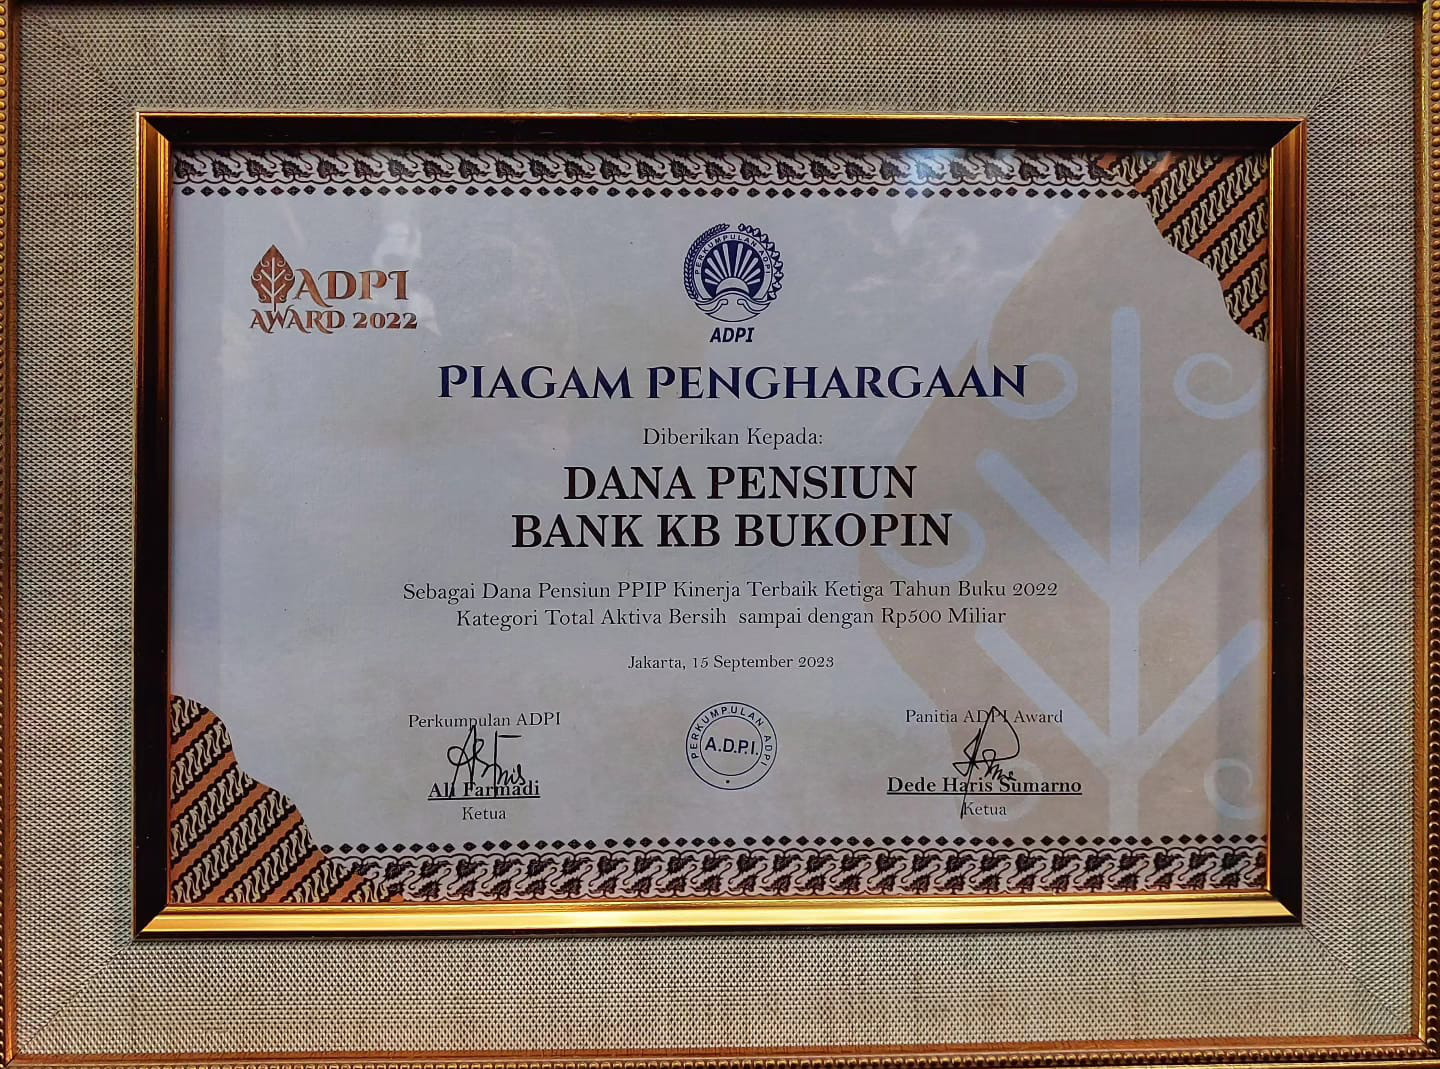 ADPI
AWARD 2022
PERKUMPULAN ADPI
ADPI
PIAGAM PENGHARGAAN
Diberikan Kepada:
DANA PENSIUN
BANK KB BUKOPIN
Sebagai Dana Pensiun PPIP Kinerja Terbaik Ketiga Tahun Buku 2022
Kategori Total Aktiva Bersih sampai dengan Rp500 Miliar
Jakarta, 15 September 2023
Perkumpulan ADPI
Ali Farmadi
Ketua
PERKUMPULAN ADPI
A.D.P.I.
Panitia ADPI Award
Dede Haris Sumarno
Ketua